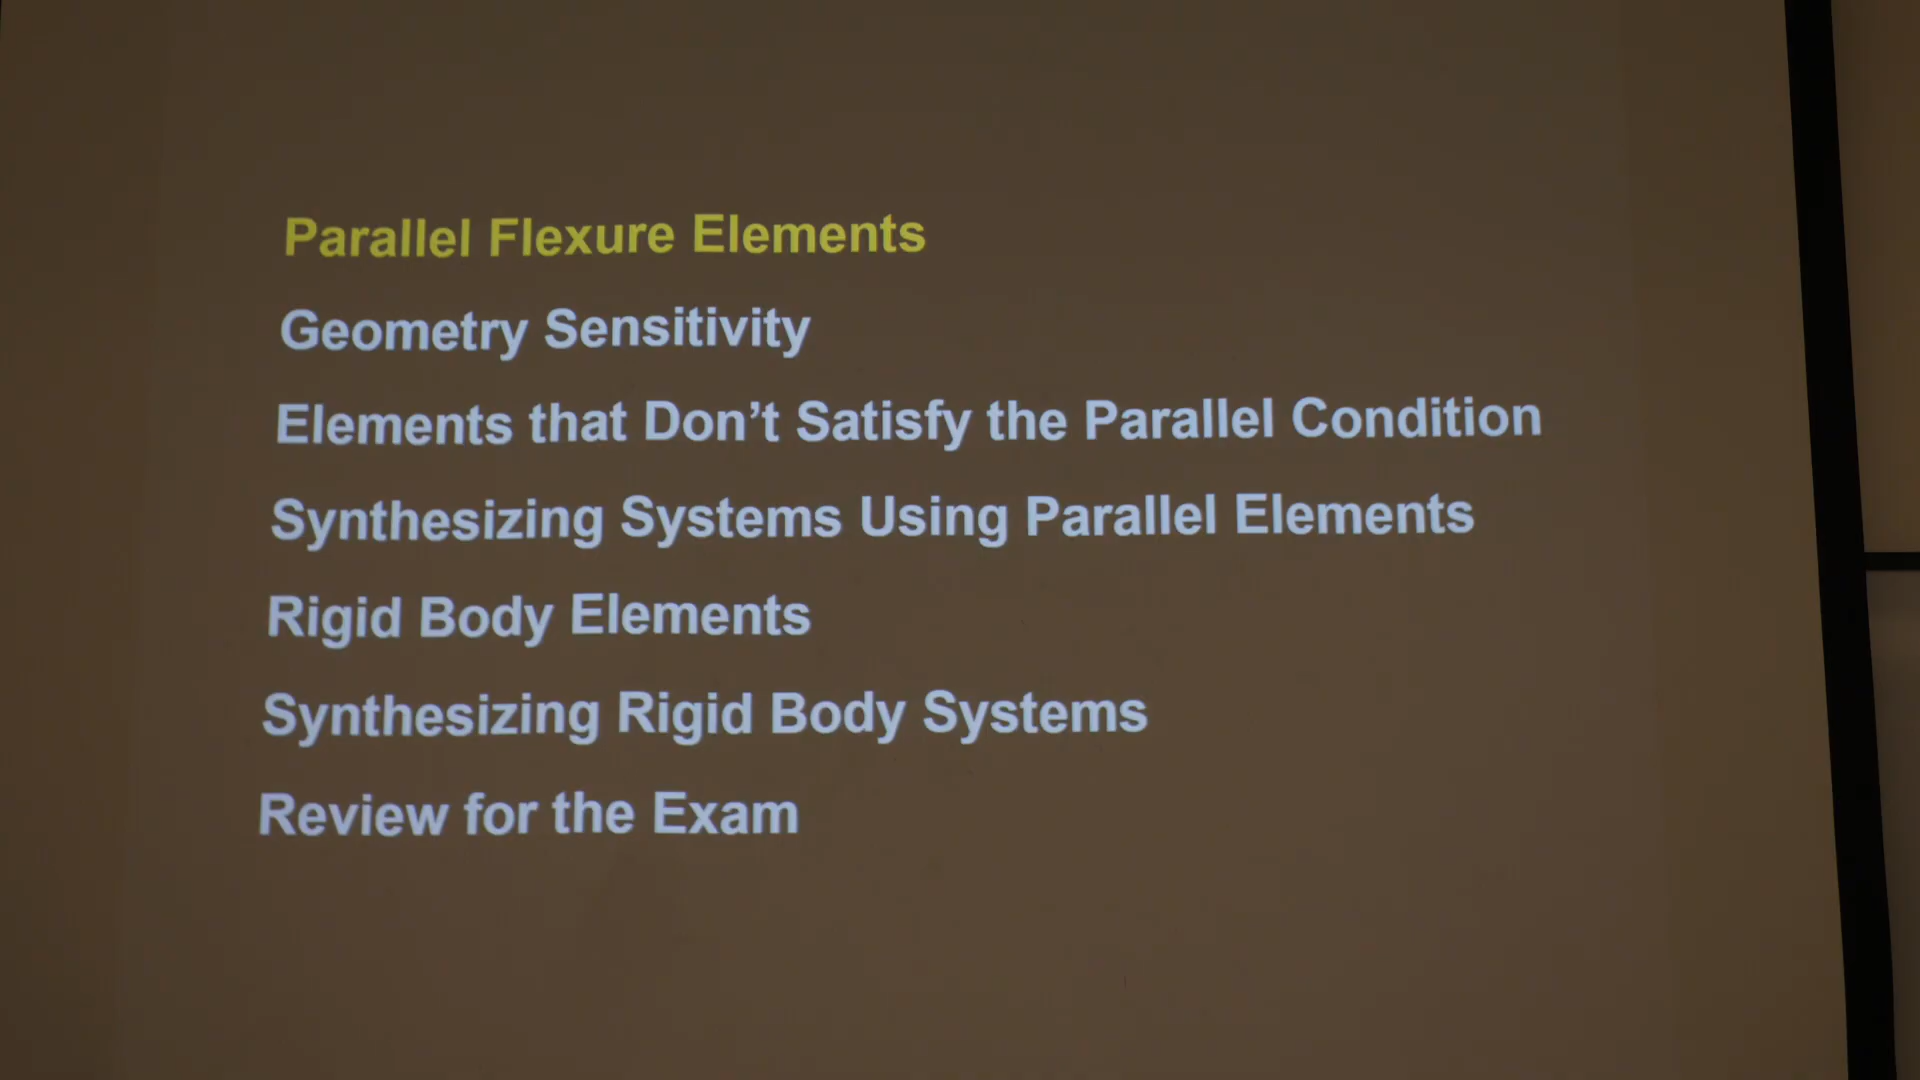 Parallel Flexure Elements
Geometry Sensitivity
Elements that Don’t Satisfy the Parallel Condition
Synthesizing Systems Using Parallel Elements
Rigid Body Elements
Synthesizing Rigid Body Systems
Review for the Exam